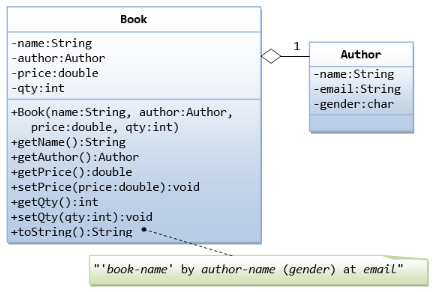 Book
-name:String
-author:Author
-price:double
-qty:int
+Book(name:String, author:Author,
price:double, qty:int)
+getName():String
+getAuthor():Author
+getPrice():double
+setPrice(price:double):void
+getQty():int
+setQty(qty:int):void
+toString():String
1
Author
-name:String
-email:String
-gender:char
"'book-name' by author-name (gender) at email"